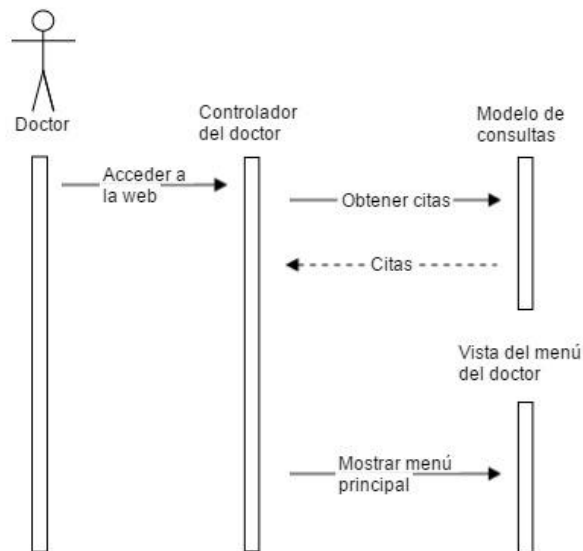 Doctor
Controlador
del doctor
Modelo de
consultas
Acceder a
la web
Obtener citas
Citas
Vista del menú
del doctor
Mostrar menú
principal